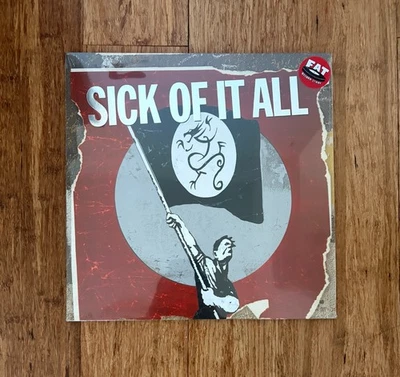 FAT
SICK OF IT ALL